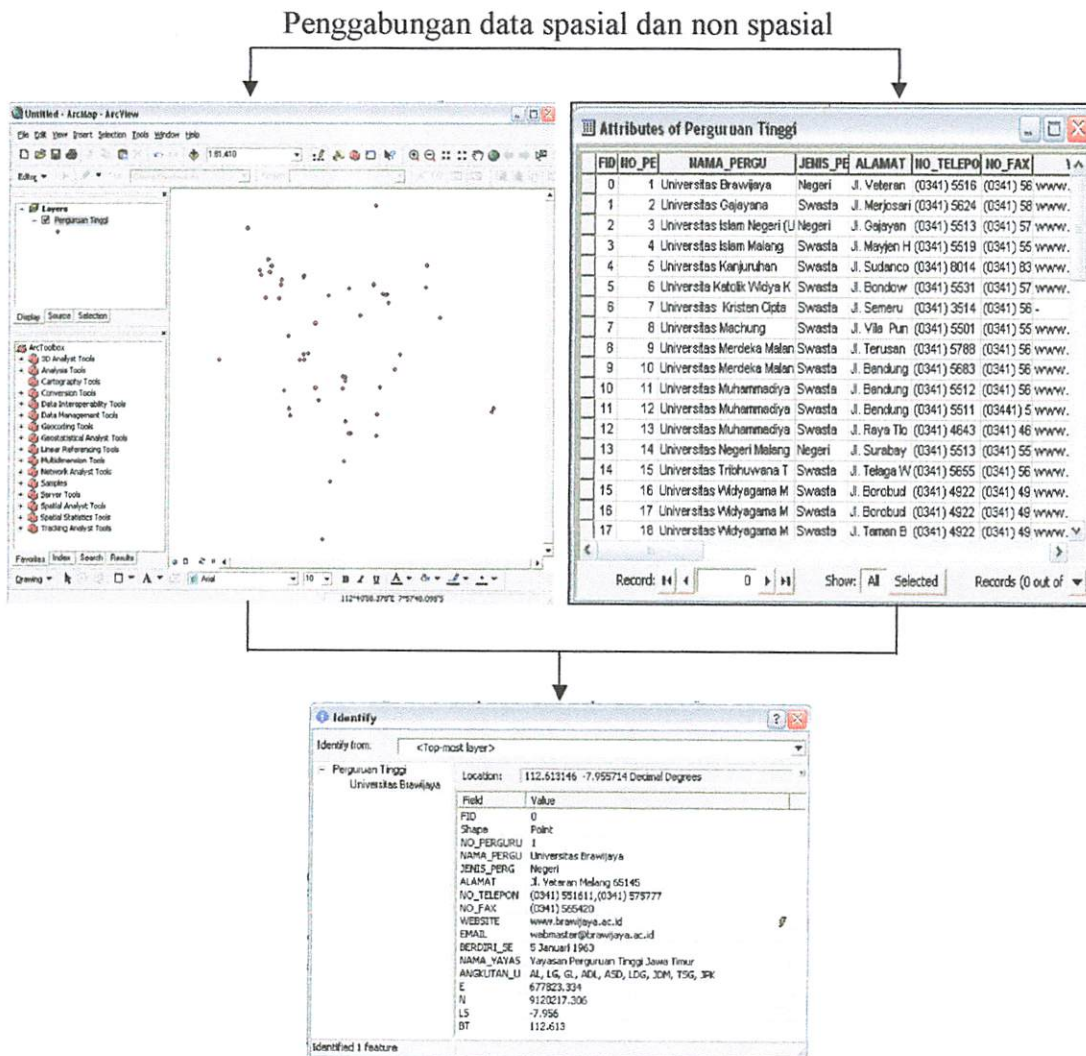 Penggabungan data spasial dan non spasial
Untitled - ArcMap - ArcView
File Edit View Insert Selection Tools Window Help
1:81,410
Editor
Layers
Perguruan Tinggi
Display Source Selection
ArcToolbox
3D Analyst Tools
Analysis Tools
Cartography Tools
Conversion Tools
Data Interoperability Tools
Data Management Tools
Geocoding Tools
Geostatistical Analyst Tools
Linear Referencing Tools
Multidimension Tools
Network Analyst Tools
Samples
Server Tools
Spatial Analyst Tools
Spatial Statistics Tools
Tracking Analyst Tools
Favorites Index Search Results
Drawing Arial 10 B I U A
Attributes of Perguruan Tinggi
FID NO_PE NAMA_PERGU JENIS_PE ALAMAT NO_TELEPO NO_FAX
0 1 Universitas Brawijaya Negeri Jl. Veteran (0341) 5516 (0341) 56 www.
1 2 Universitas Gajayana Swasta Jl. Merjosari (0341) 5624 (0341) 58 www.
2 3 Universitas Islam Negeri (U Negeri Jl. Gajayan (0341) 5513 (0341) 57 www.
3 4 Universitas Islam Malang Swasta Jl. Mayjen H (0341) 5519 (0341) 55 www.
4 5 Universitas Kanjuruhan Swasta Jl. Sudanco (0341) 8014 (0341) 83 www.
5 6 Universita Katolik Widya K Swasta Jl. Bondow (0341) 5531 (0341) 57 www.
6 7 Universitas Kristen Cipta Swasta Jl. Semeru (0341) 3514 (0341) 56 -
7 8 Universitas Machung Swasta Jl. Villa Pun (0341) 5501 (0341) 55 www.
8 9 Universitas Merdeka Malan Swasta Jl. Terusan (0341) 5788 (0341) 56 www.
9 10 Universitas Merdeka Malan Swasta Jl. Bandung (0341) 5683 (0341) 56 www.
10 11 Universitas Muhammadiya Swasta Jl. Bandung (0341) 5512 (0341) 56 www.
11 12 Universitas Muhammadiya Swasta Jl. Bendung (0341) 5511 (03441) 5 www.
12 13 Universitas Muhammadiya Swasta Jl. Raya Tlo (0341) 4643 (0341) 46 www.
13 14 Universitas Negeri Malang Negeri Jl. Surabay (0341) 5513 (0341) 55 www.
14 15 Universitas Tribhuwana T Swasta Jl. Telaga W (0341) 5655 (0341) 56 www.
15 16 Universitas Widyagama M Swasta Jl. Borobud (0341) 4922 (0341) 49 www.
16 17 Universitas Widyagama M Swasta Jl. Borobud (0341) 4922 (0341) 49 www.
17 18 Universitas Widyagama M Swasta Jl. Taman B (0341) 4922 (0341) 49 www.
Record: 0 Show: All Selected Records (0 out of
Identify
Identify from: <Top-most layer>
Perguruan Tinggi
Universitas Brawijaya
Location: 112.613146 -7.955714 Decimal Degrees
Field Value
FID 0
Shape Point
NO_PERGURU 1
NAMA_PERGU Universitas Brawijaya
JENIS_PERG Negeri
ALAMAT Jl. Veteran Malang 65145
NO_TELEPON (0341) 551611,(0341) 575777
NO_FAX (0341) 565420
WEBSITE www.brawijaya.ac.id
EMAIL webmaster@brawijaya.ac.id
BERDIRI_SE 5 Januari 1963
NAMA_YAYAS Yayasan Perguruan Tinggi Jawa Timur
ANGKUTAN_U AL, LG, GL, ADL, ASD, LDG, JDM, TSG, JPK
E 677823.334
N 9120217.306
LS -7.956
BT 112.613
Identified 1 feature